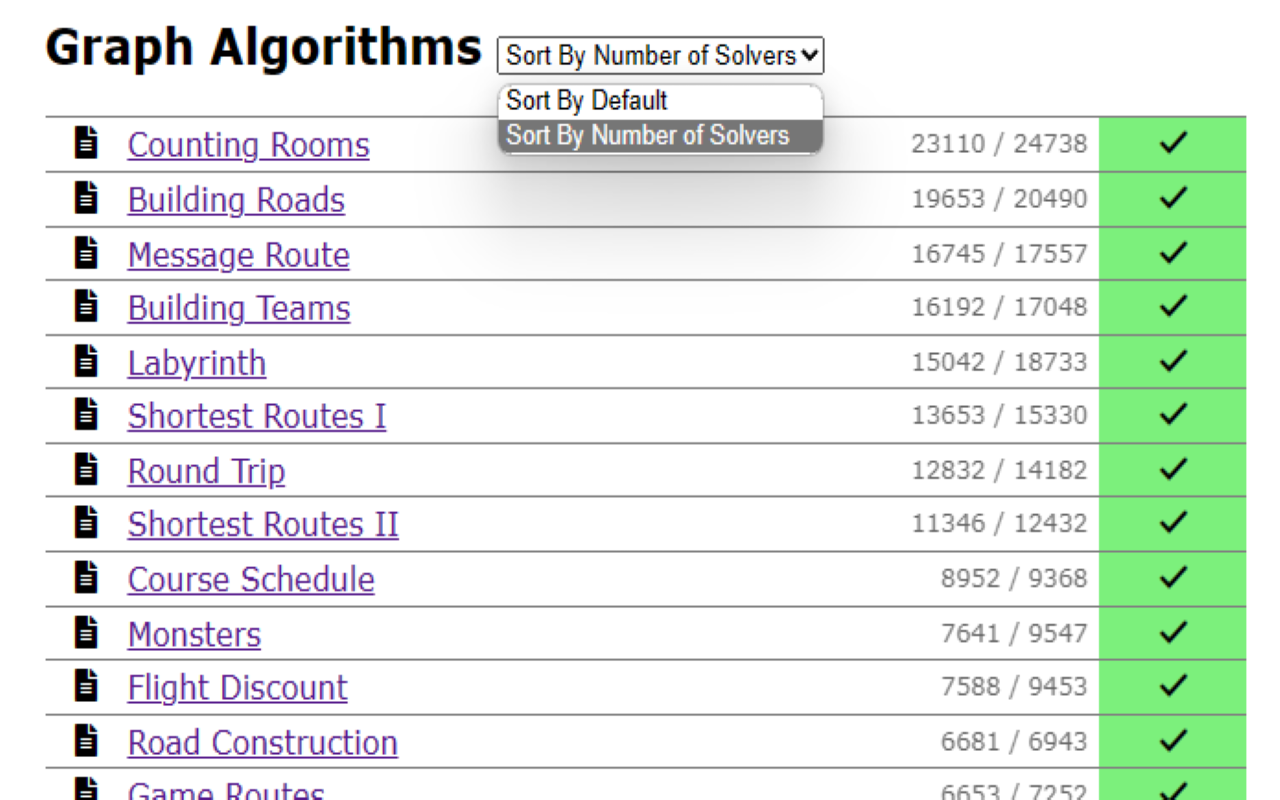 Graph Algorithms Sort By Number of Solvers
Sort By Default
Sort By Number of Solvers
Counting Rooms 23110 / 24738
Building Roads 19653 / 20490
Message Route 16745 / 17557
Building Teams 16192 / 17048
Labyrinth 15042 / 18733
Shortest Routes I 13653 / 15330
Round Trip 12832 / 14182
Shortest Routes II 11346 / 12432
Course Schedule 8952 / 9368
Monsters 7641 / 9547
Flight Discount 7588 / 9453
Road Construction 6681 / 6943
Game Routes 6653 / 7252